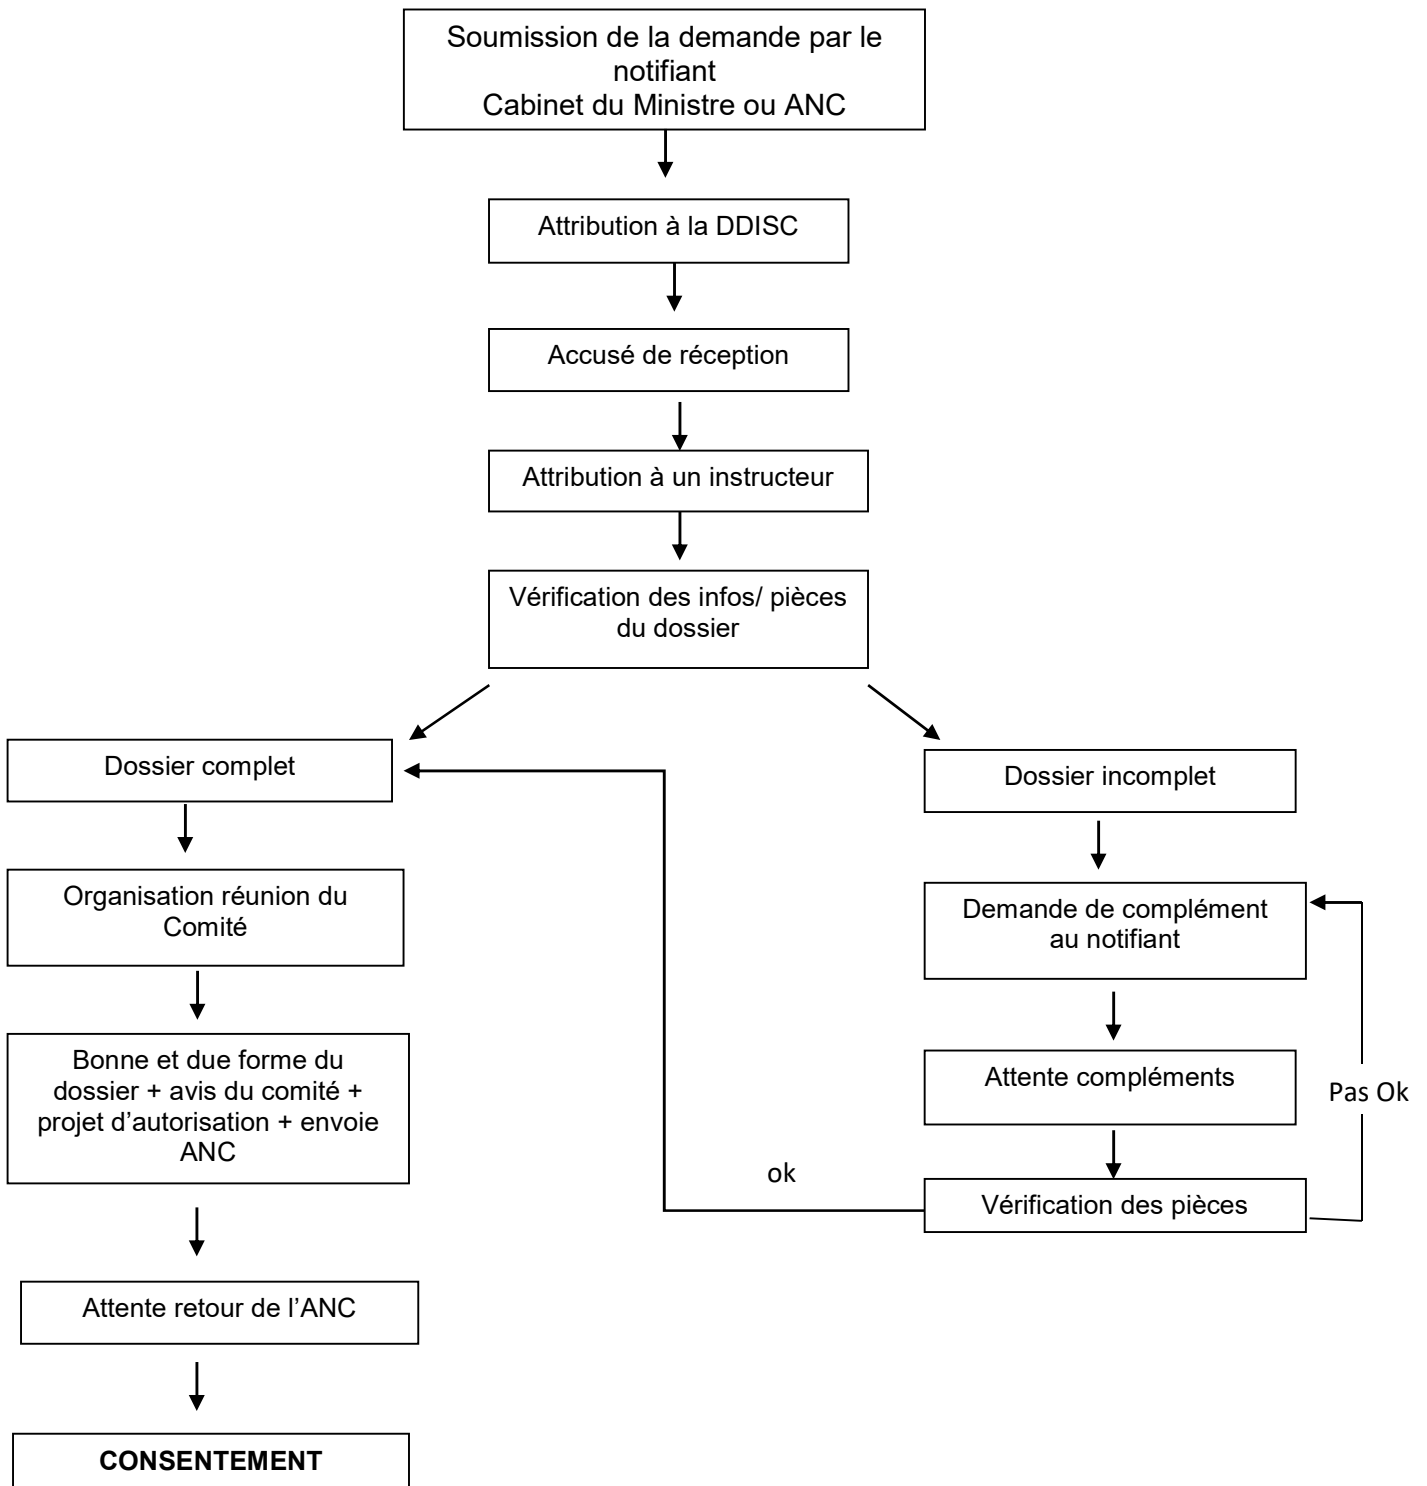 Soumission de la demande par le
notifiant
Cabinet du Ministre ou ANC
Attribution à la DDISC
Accusé de réception
Attribution à un instructeur
Vérification des infos/ pièces
du dossier
Dossier complet
Organisation réunion du
Comité
Bonne et due forme du
dossier + avis du comité +
projet d’autorisation + envoie
ANC
Attente retour de l’ANC
CONSENTEMENT
Dossier incomplet
Demande de complément
au notifiant
Attente compléments
Vérification des pièces
Pas Ok
ok